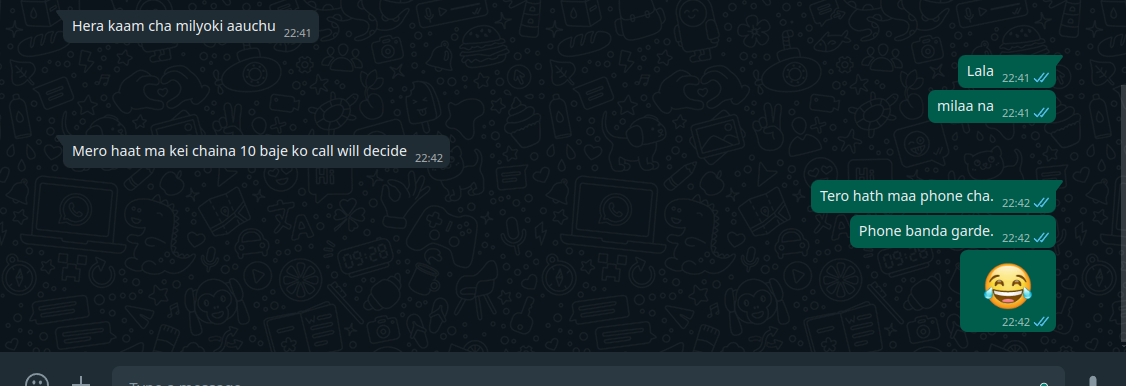 Hera kaam cha milyoki aauchu 22:41
Lala 22:41
milaa na 22:41
Mero haat ma kei chaina 10 baje ko call will decide 22:42
Tero hath maa phone cha. 22:42
Phone banda garde. 22:42
22:42
Type a message